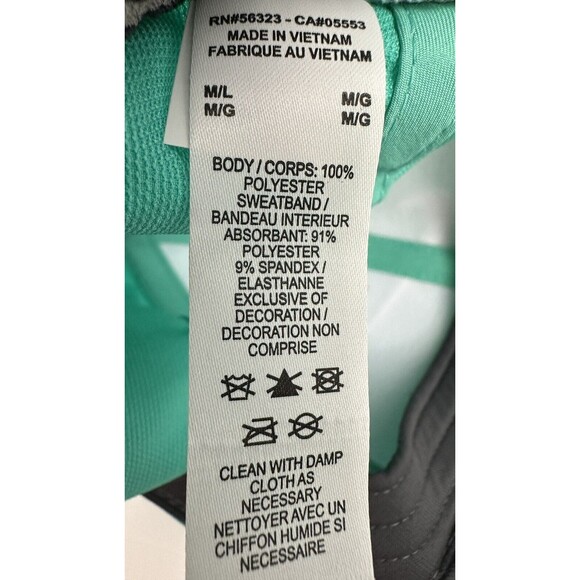 RN#56323 - CA#05553
MADE IN VIETNAM
FABRIQUE AU VIETNAM
M/L M/G
M/G M/G
BODY / CORPS: 100%
POLYESTER
SWEATBAND /
BANDEAU INTERIEUR
ABSORBANT: 91%
POLYESTER
9% SPANDEX /
ELASTHANNE
EXCLUSIVE OF
DECORATION /
DECORATION NON
COMPRISE
CLEAN WITH DAMP
CLOTH AS
NECESSARY
NETTOYER AVEC UN
CHIFFON HUMIDE SI
NECESSAIRE